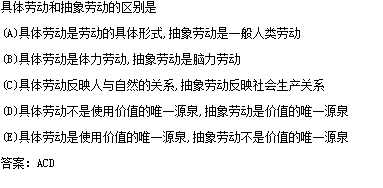 具体劳动和抽象劳动的区别是
(A)具体劳动是劳动的具体形式,抽象劳动是一般人类劳动
(B)具体劳动是体力劳动,抽象劳动是脑力劳动
(C)具体劳动反映人与自然的关系,抽象劳动反映社会生产关系
(D)具体劳动不是使用价值的唯一源泉,抽象劳动是价值的唯一源泉
(E)具体劳动是使用价值的唯一源泉,抽象劳动不是价值的唯一源泉
答案: ACD